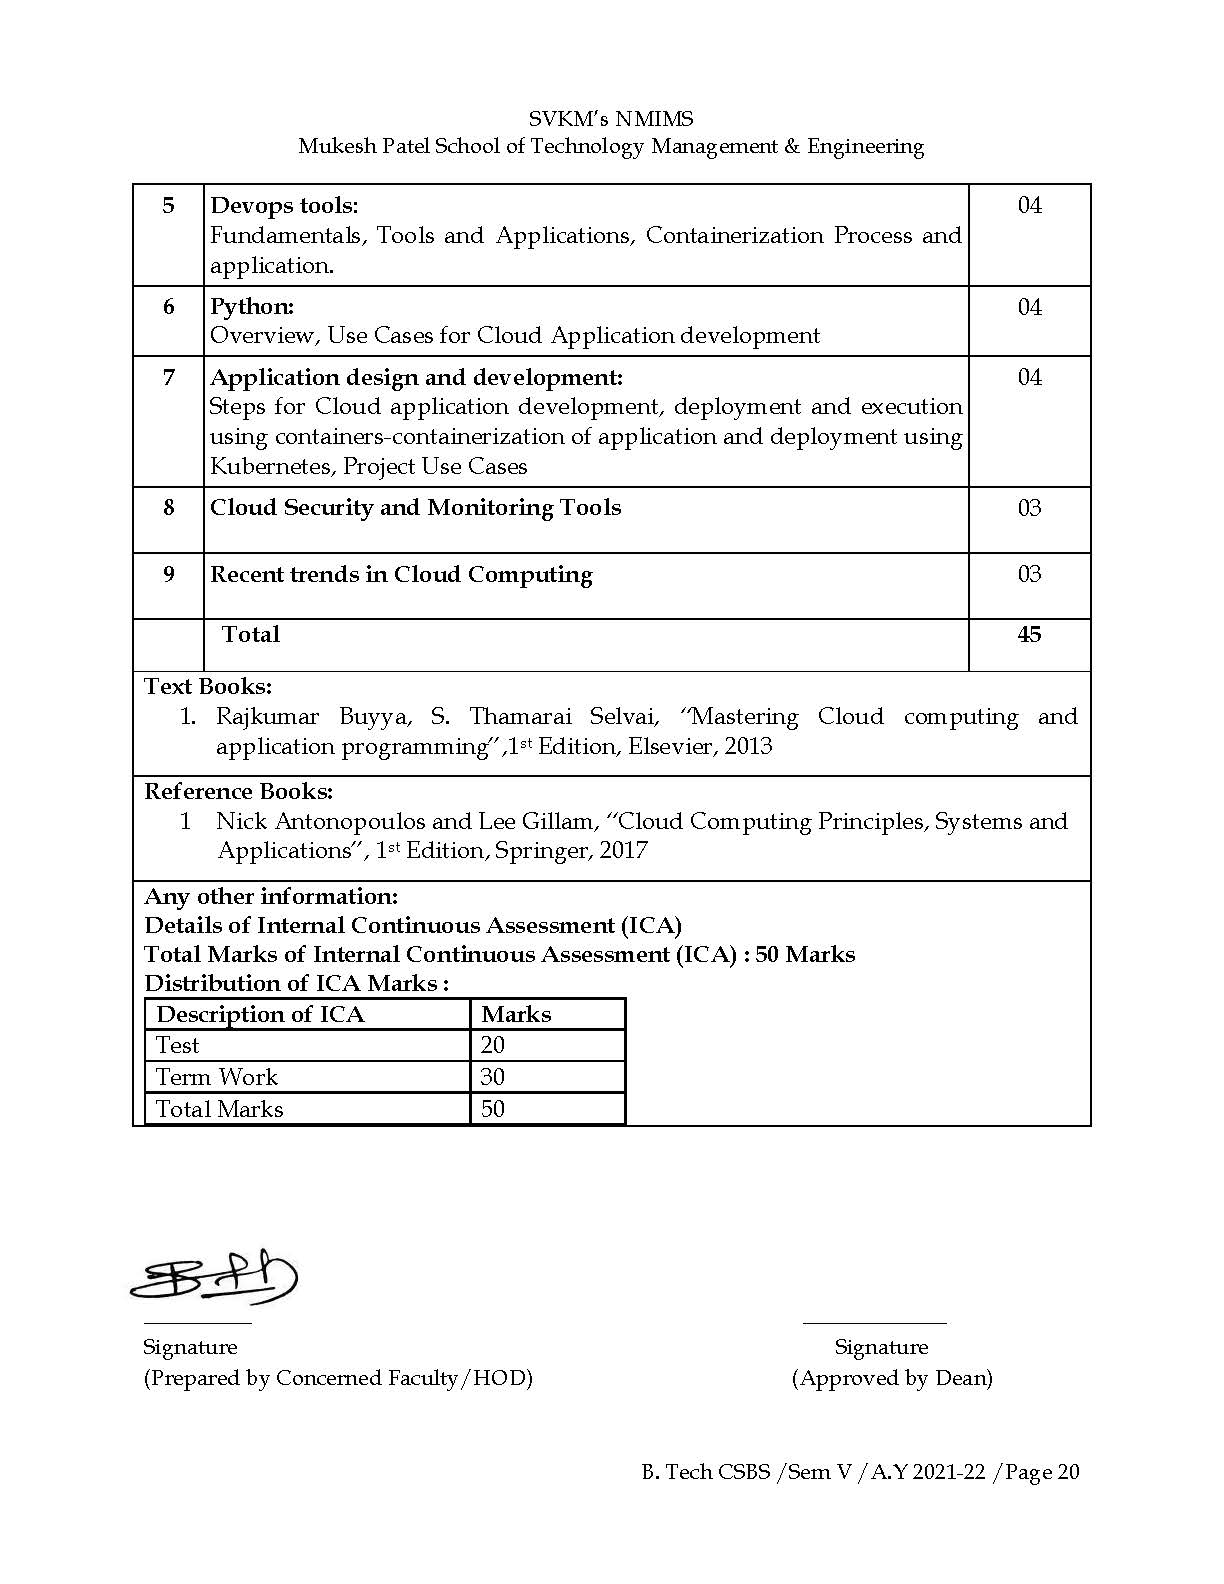 SVKM's NMIMS
Mukesh Patel School of Technology Management & Engineering
5 Devops tools: 04
Fundamentals, Tools and Applications, Containerization Process and
application.
6 Python: 04
Overview, Use Cases for Cloud Application development
7 Application design and development: 04
Steps for Cloud application development, deployment and execution
using containers-containerization of application and deployment using
Kubernetes, Project Use Cases
8 Cloud Security and Monitoring Tools 03
9 Recent trends in Cloud Computing 03
Total 45
Text Books:
1. Rajkumar Buyya, S. Thamarai Selvai, “Mastering Cloud computing and
application programming”,1st Edition, Elsevier, 2013
Reference Books:
1 Nick Antonopoulos and Lee Gillam, “Cloud Computing Principles, Systems and
Applications”, 1st Edition, Springer, 2017
Any other information:
Details of Internal Continuous Assessment (ICA)
Total Marks of Internal Continuous Assessment (ICA) : 50 Marks
Distribution of ICA Marks :
Description of ICA Marks
Test 20
Term Work 30
Total Marks 50
Signature Signature
(Prepared by Concerned Faculty/HOD) (Approved by Dean)
B. Tech CSBS /Sem V /A.Y 2021-22 /Page 20